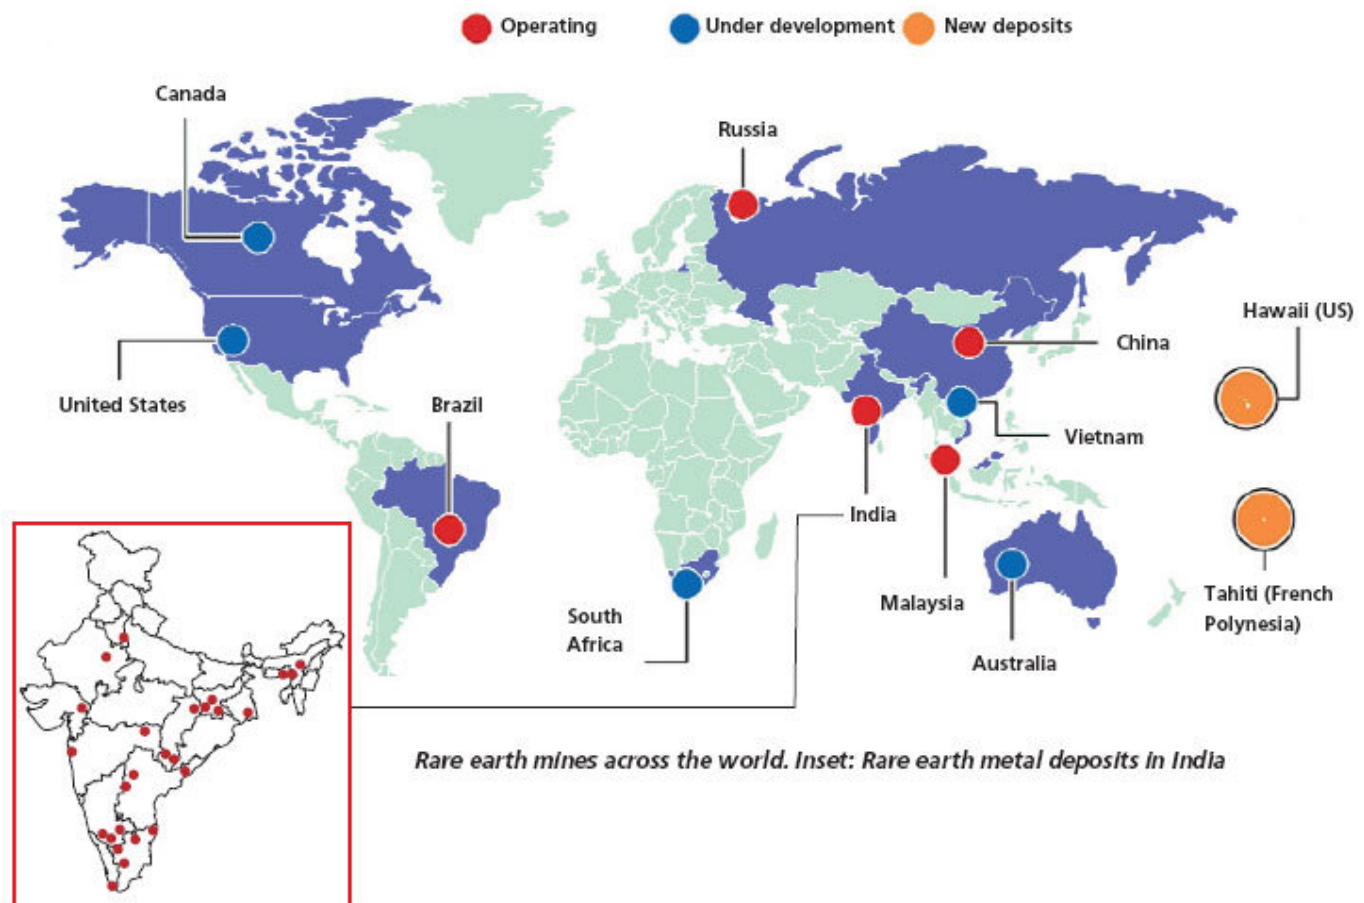 Operating
Under development
New deposits
Canada
Russia
Hawaii (US)
China
United States
Brazil
Vietnam
India
Malaysia
South
Africa
Tahiti (French
Polynesia)
Australia
Rare earth mines across the world. Inset: Rare earth metal deposits in India